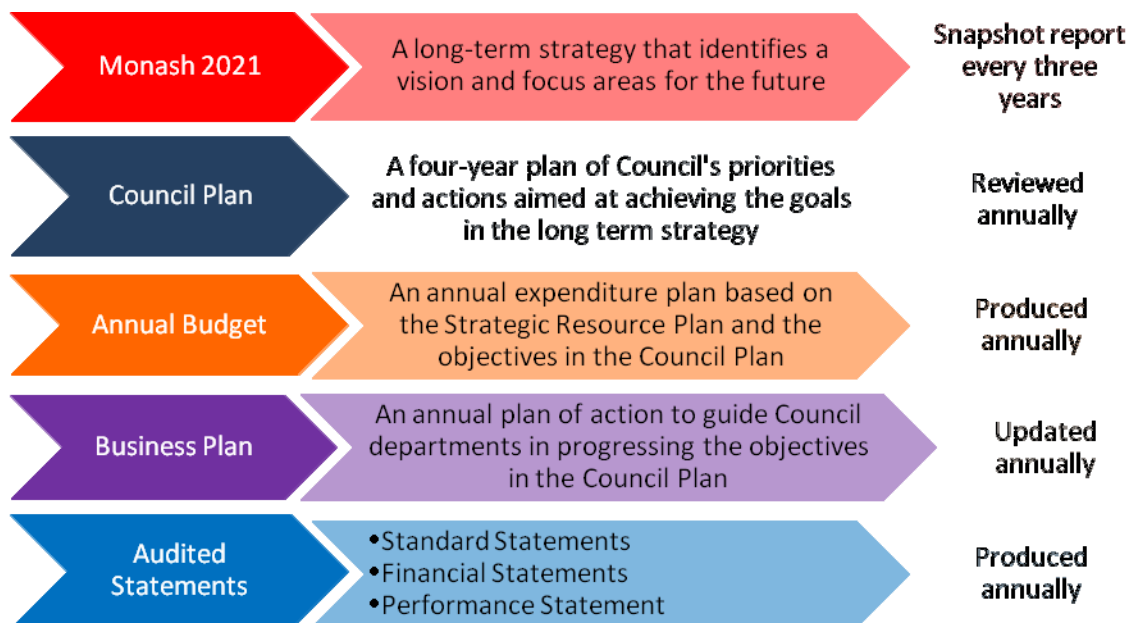 Monash 2021
A long-term strategy that identifies a
vision and focus areas for the future
Snapshot report
every three
years
Council Plan
A four-year plan of Council's priorities
and actions aimed at achieving the goals
in the long term strategy
Reviewed
annually
Annual Budget
An annual expenditure plan based on
the Strategic Resource Plan and the
objectives in the Council Plan
Produced
annually
Business Plan
An annual plan of action to guide Council
departments in progressing the objectives
in the Council Plan
Updated
annually
Audited
Statements
•Standard Statements
•Financial Statements
•Performance Statement
Produced
annually